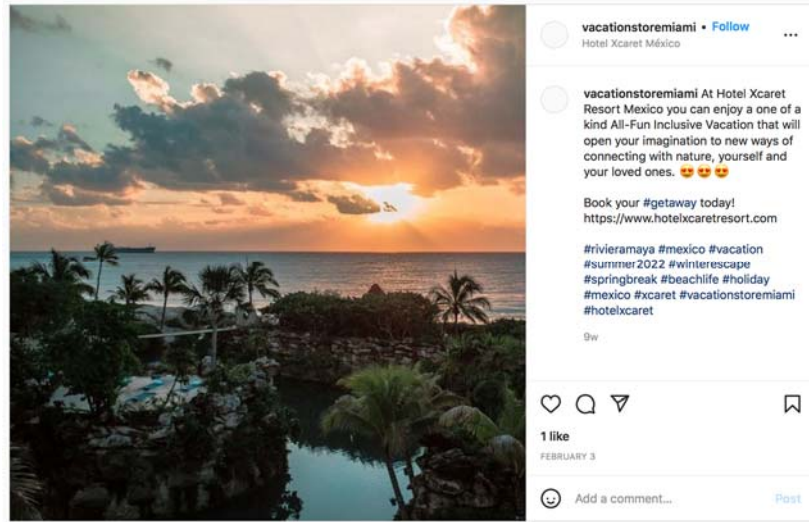 vacationstoremiami • Follow
Hotel Xcaret México
vacationstoremiami At Hotel Xcaret
Resort Mexico you can enjoy a one of a
kind All-Fun Inclusive Vacation that will
open your imagination to new ways of
connecting with nature, yourself and
your loved ones. 😍😍😍
Book your #getaway today!
https://www.hotelxcaretresort.com
#rivieramaya #mexico #vacation
#summer2022 #winterescape
#springbreak #beachlife #holiday
#mexico #xcaret #vacationstoremiami
#hotelxcaret
9w
1 like
FEBRUARY 3
Add a comment...
Post